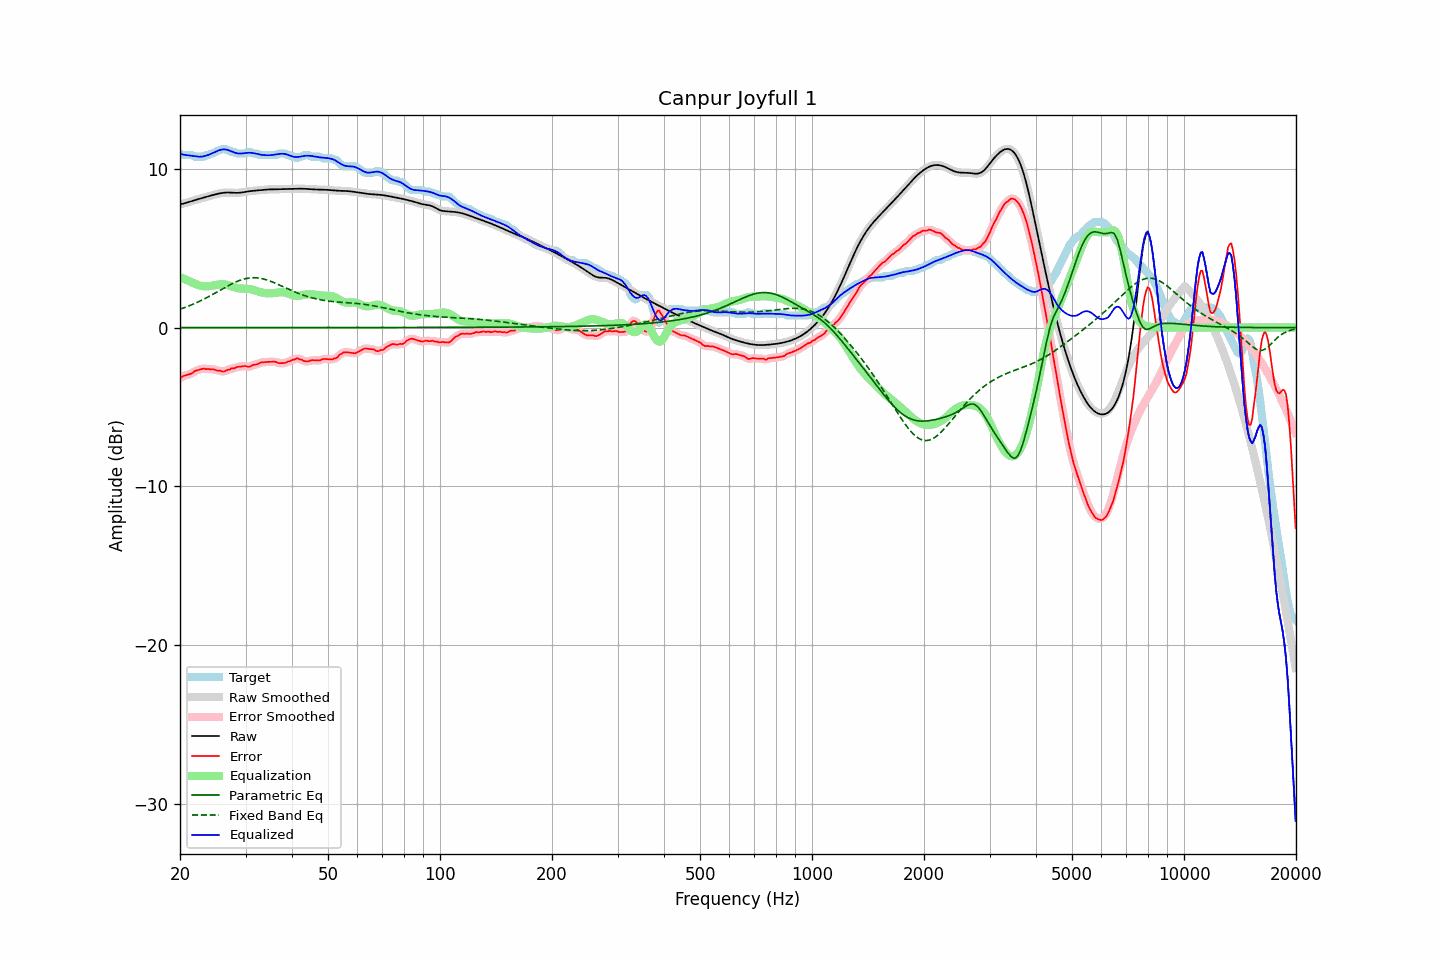 Canpur Joyfull 1
Amplitude (dBr)
10
0
−10
−20
−30
Target
Raw Smoothed
Error Smoothed
Raw
Error
Equalization
Parametric Eq
Fixed Band Eq
Equalized
20 50 100 200 500 1000 2000 5000 10000 20000
Frequency (Hz)